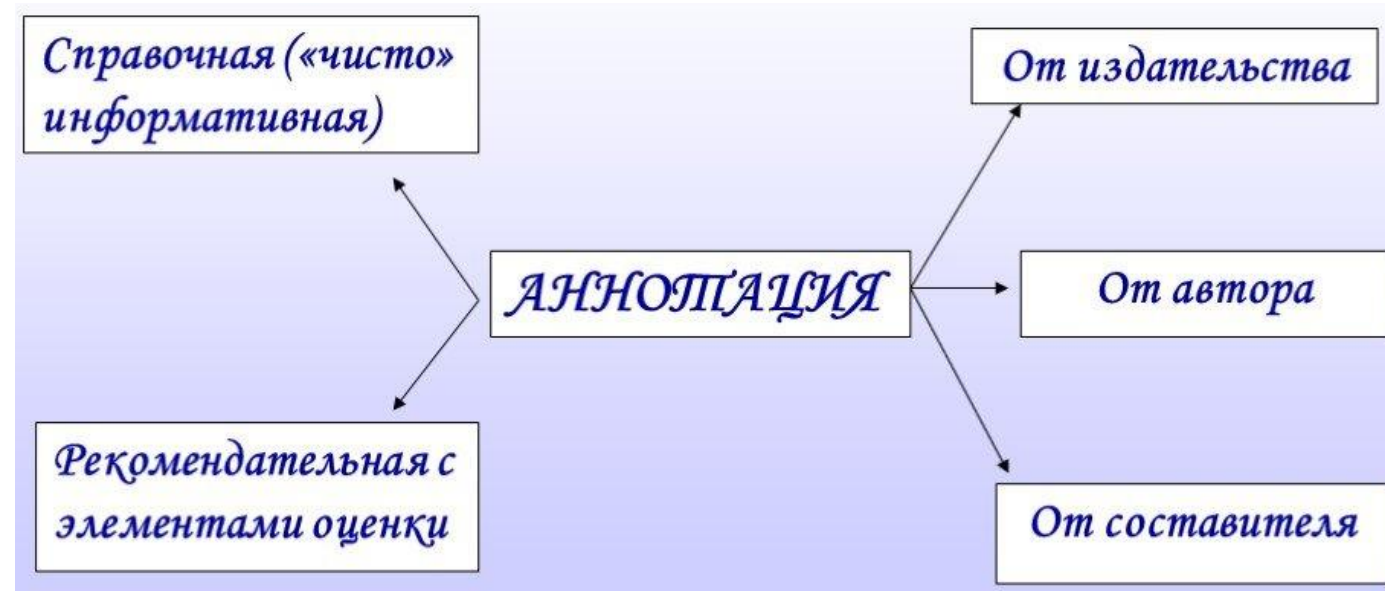 Справочная («чисто»
информативная)
От издательства
АННОТАЦИЯ
От автора
Рекомендательная с
элементами оценки
От составителя